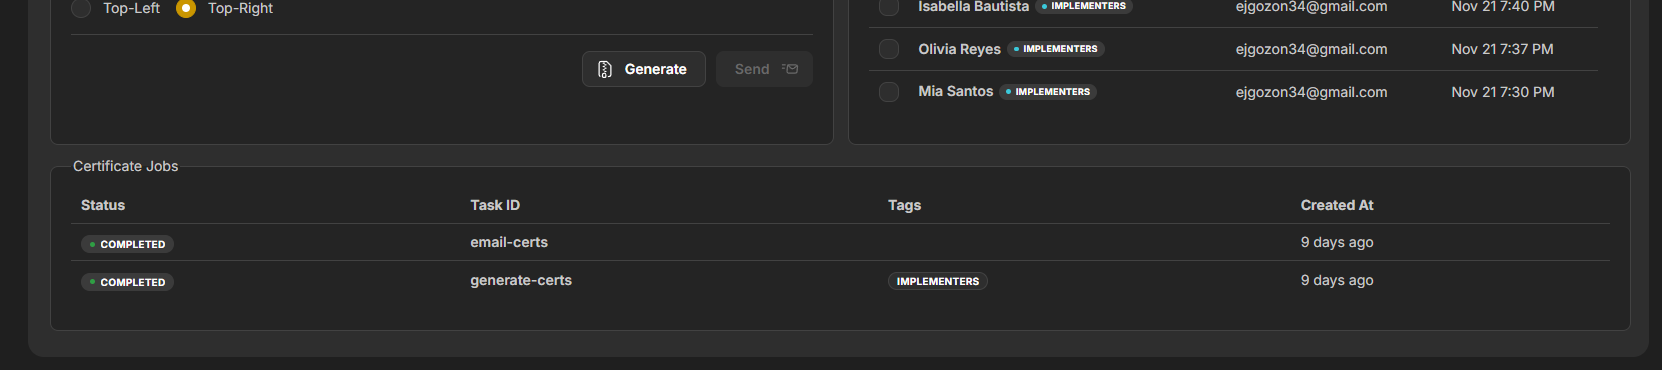 Top-Left Top-Right
Generate Send
Isabella Bautista IMPLEMENTERS ejgozon34@gmail.com Nov 21 7:40 PM
Olivia Reyes IMPLEMENTERS ejgozon34@gmail.com Nov 21 7:37 PM
Mia Santos IMPLEMENTERS ejgozon34@gmail.com Nov 21 7:30 PM
Certificate Jobs
Status Task ID Tags Created At
COMPLETED email-certs 9 days ago
COMPLETED generate-certs IMPLEMENTERS 9 days ago